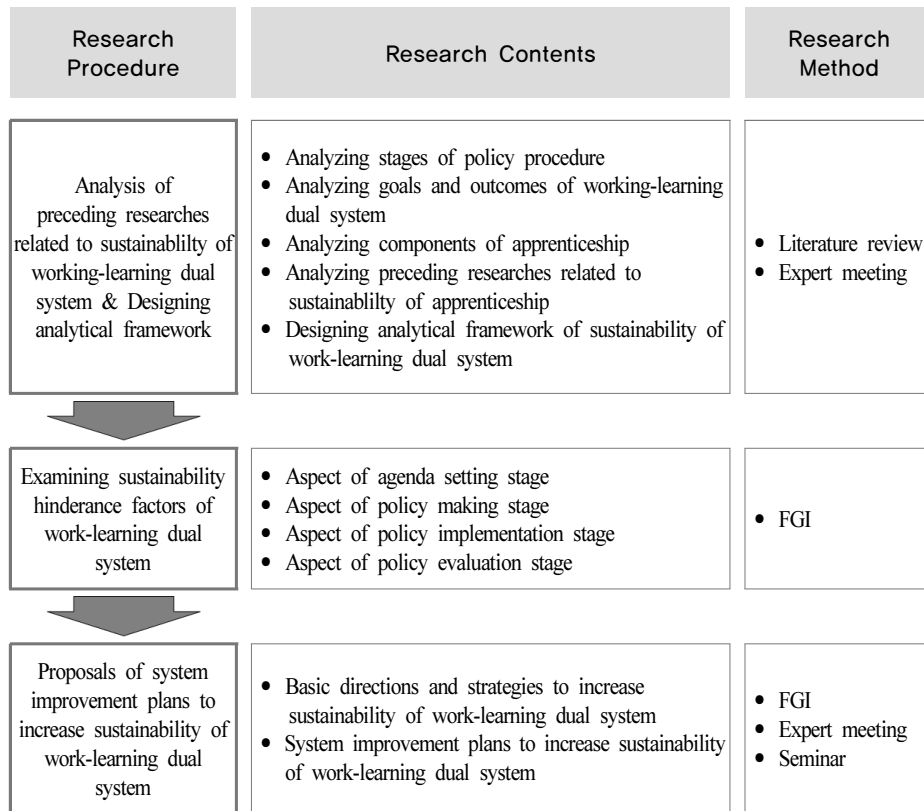 Research
Procedure
Research Contents
Research
Method
Analysis of
preceding researches
related to sustainablilty of
working-learning dual
system & Designing
analytical framework
• Analyzing stages of policy procedure
• Analyzing goals and outcomes of working-learning
dual system
• Analyzing components of apprenticeship
• Analyzing preceding researches related to
sustainablilty of apprenticeship
• Designing analytical framework of sustainability of
work-learning dual system
• Literature review
• Expert meeting
Examining sustainability
hinderance factors of
work-learning dual
system
• Aspect of agenda setting stage
• Aspect of policy making stage
• Aspect of policy implementation stage
• Aspect of policy evaluation stage
• FGI
Proposals of system
improvement plans to
increase sustainability of
work-learning dual
system
• Basic directions and strategies to increase
sustainability of work-learning dual system
• System improvement plans to increase sustainability
of work-learning dual system
• FGI
• Expert meeting
• Seminar